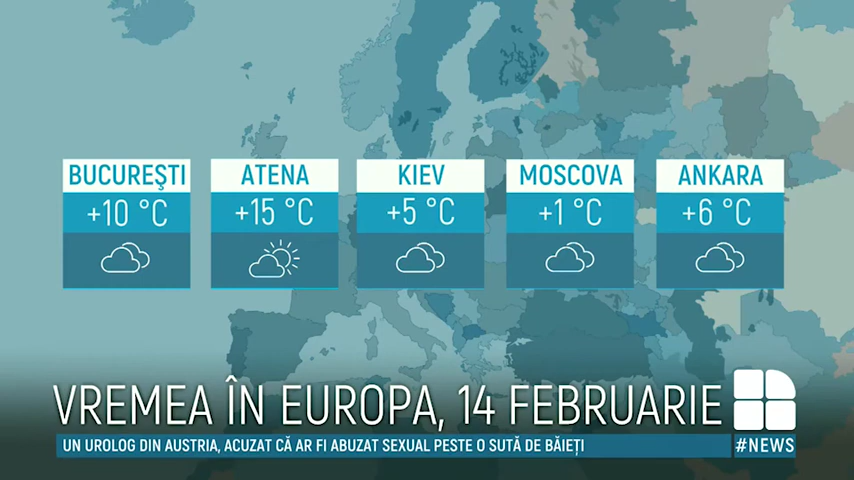 BUCUREŞTI
+10 °C
ATENA
+15 °C
KIEV
+5 °C
MOSCOVA
+1 °C
ANKARA
+6 °C
VREMEA ÎN EUROPA, 14 FEBRUARIE
UN UROLOG DIN AUSTRIA, ACUZAT CĂ AR FI ABUZAT SEXUAL PESTE O SUTĂ DE BĂIEȚI
#NEWS